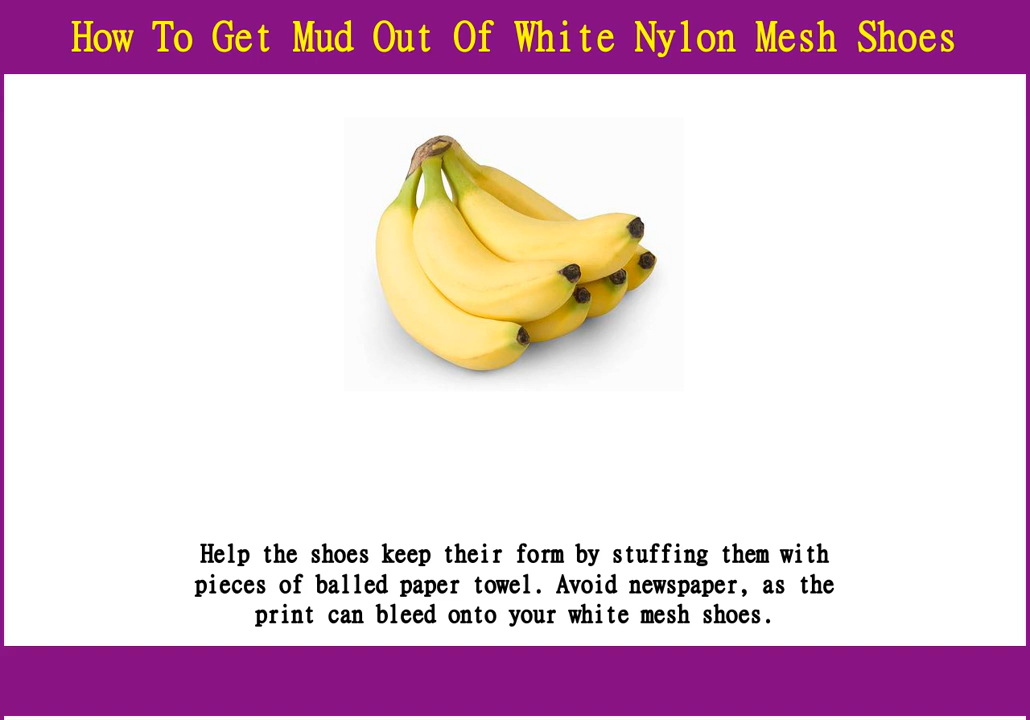 How To Get Mud Out Of White Nylon Mesh Shoes
Help the shoes keep their form by stuffing them with
pieces of balled paper towel. Avoid newspaper, as the
print can bleed onto your white mesh shoes.